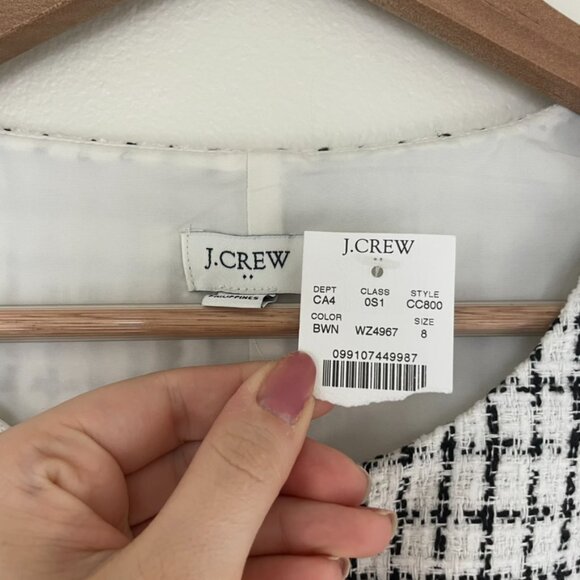 J.CREW
PHILIPPINES
J.CREW
DEPT CLASS STYLE
CA4 0S1 CC800
COLOR SIZE
BWN WZ4967 8
099107449987